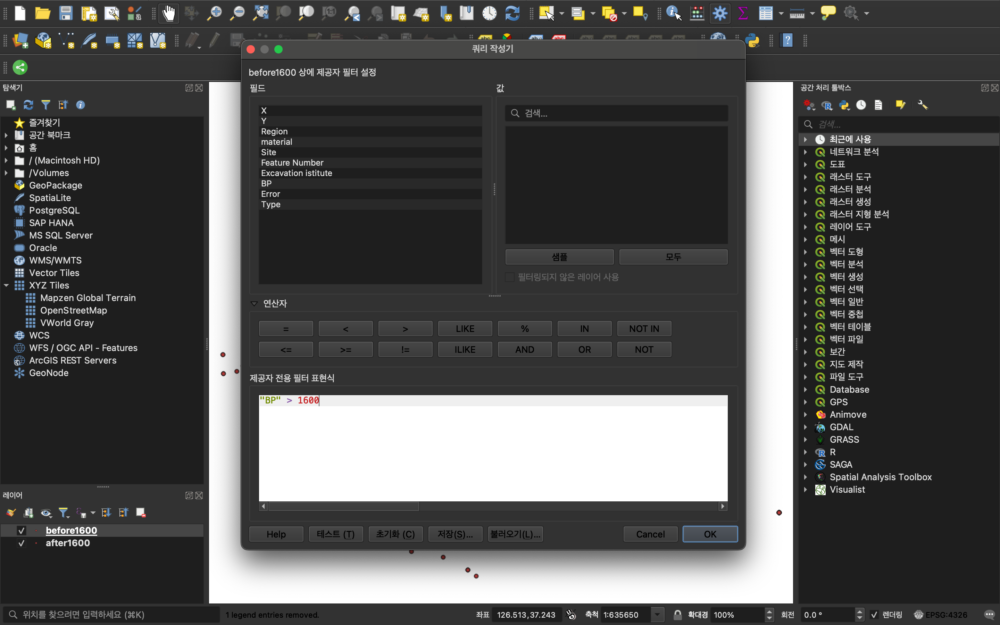 쿼리 작성기
before1600 상에 제공자 필터 설정
필드
값
X
Y
Region
material
Site
Feature Number
Excavation istitute
BP
Error
Type
검색...
샘플
모두
필터링되지 않은 레이어 사용
연산자
= < > LIKE % IN NOT IN
<= >= != ILIKE AND OR NOT
제공자 전용 필터 표현식
"BP" > 1600
Help
테스트 (T)
초기화 (C)
저장(S)...
불러오기(L)...
Cancel
OK
탐색기
즐겨찾기
공간 북마크
홈
/ (Macintosh HD)
/Volumes
GeoPackage
SpatiaLite
PostgreSQL
SAP HANA
MS SQL Server
Oracle
WMS/WMTS
Vector Tiles
XYZ Tiles
Mapzen Global Terrain
OpenStreetMap
VWorld Gray
WCS
WFS / OGC API - Features
ArcGIS REST Servers
GeoNode
레이어
before1600
after1600
공간 처리 툴박스
검색...
최근에 사용
네트워크 분석
도표
래스터 도구
래스터 분석
래스터 생성
래스터 지형 분석
레이어 도구
메시
벡터 도형
벡터 분석
벡터 생성
벡터 선택
벡터 일반
벡터 중첩
벡터 테이블
벡터 파일
보간
지도 제작
파일 도구
Database
GPS
Animove
GDAL
GRASS
R
SAGA
Spatial Analysis Toolbox
Visualist
위치를 찾으려면 입력하세요 (⌘K)
1 legend entries removed.
좌표 126.513,37.243
축척 1:635650
확대경 100%
회전 0.0 °
렌더링
EPSG:4326